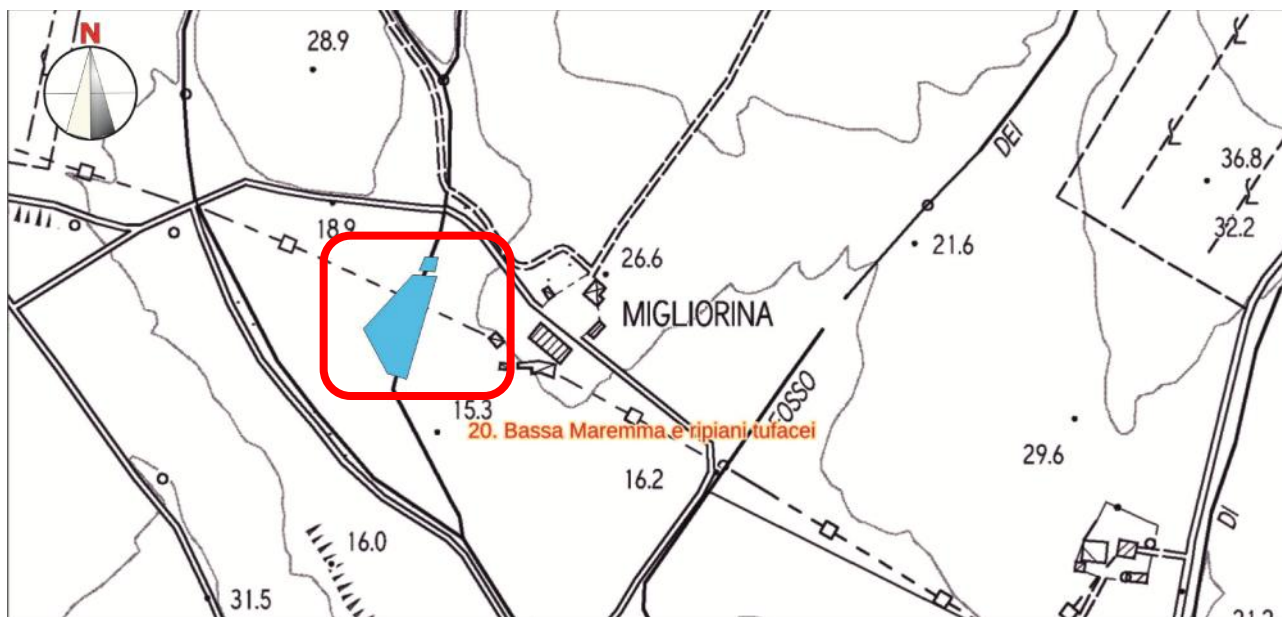 N
28.9
DEI
36.8
18.9
32.2
21.6
26.6
MIGLIORINA
15.3
FOSSO
20. Bassa Maremma e ripiani tufacei
29.6
16.2
DI
16.0
31.5